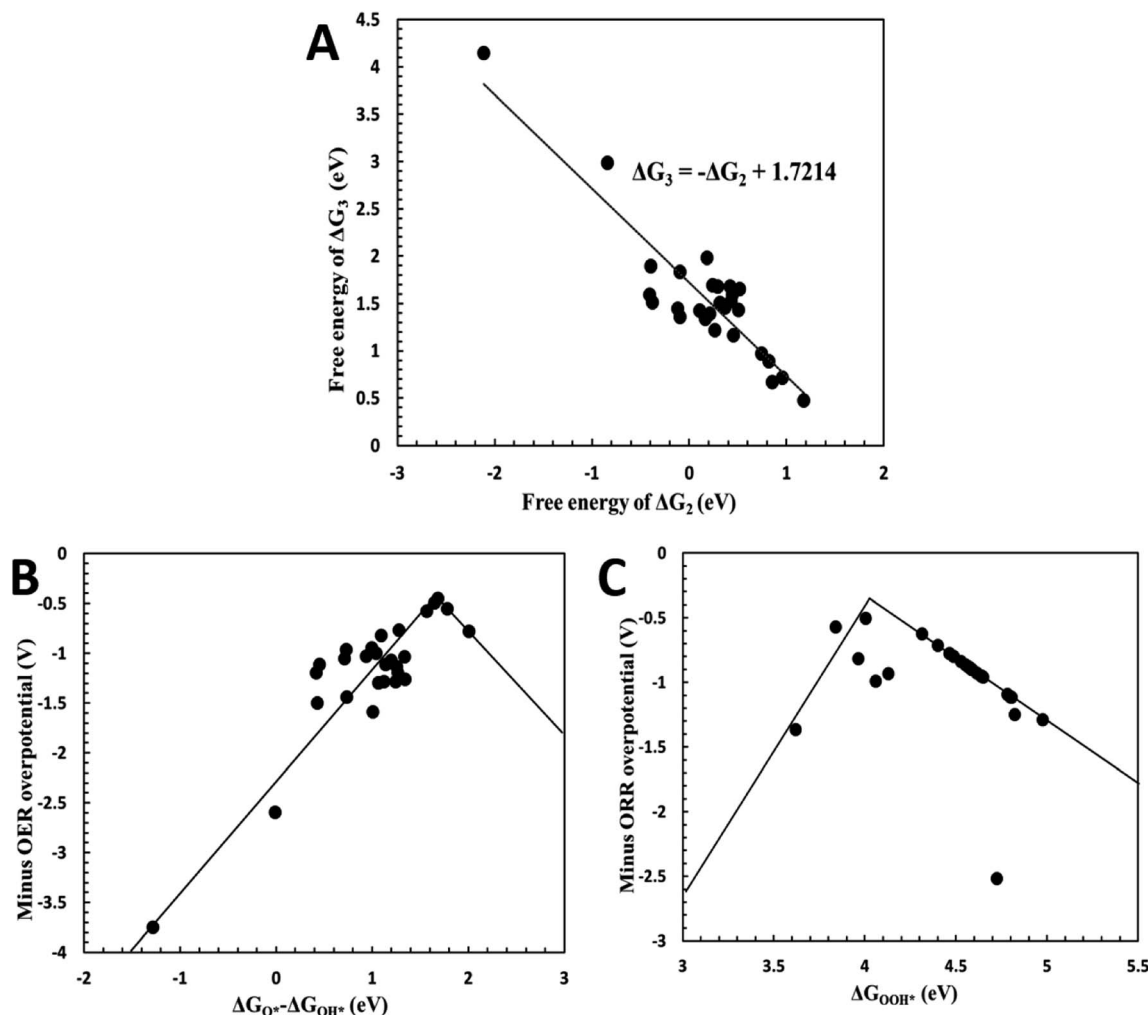 A
4.5
4
3.5
3
2.5
2
1.5
1
0.5
0
Free energy of ΔG₃ (eV)
ΔG₃ = -ΔG₂ + 1.7214
-3 -2 -1 0 1 2
Free energy of ΔG₂ (eV)
B
0
-0.5
-1
-1.5
-2
-2.5
-3
-3.5
-4
Minus OER overpotential (V)
-2 -1 0 1 2 3
ΔG_O*-ΔG_OH* (eV)
C
0
-0.5
-1
-1.5
-2
-2.5
-3
Minus ORR overpotential (V)
3 3.5 4 4.5 5 5.5
ΔG_OOH* (eV)